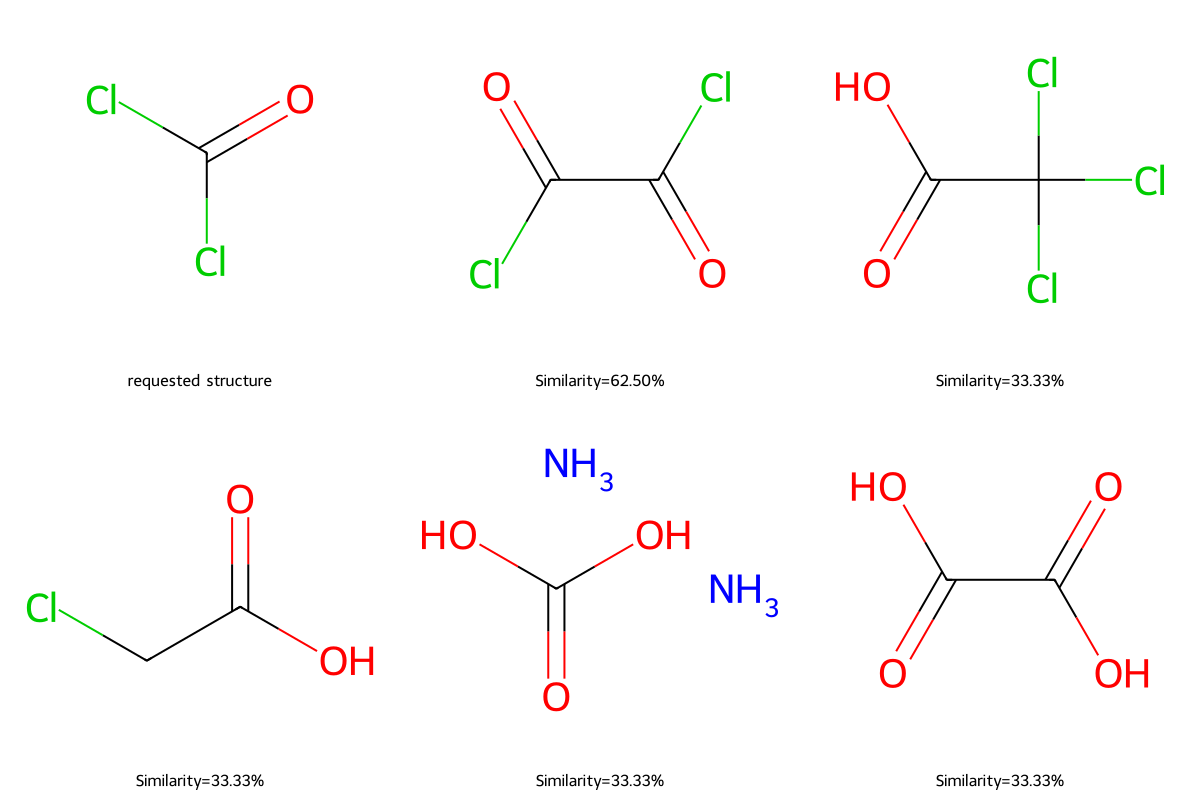 Cl O
Cl
requested structure
O Cl
Cl O
Similarity=62.50%
HO Cl
Cl
O Cl
Similarity=33.33%
O
Cl
OH
Similarity=33.33%
NH3
HO OH
NH3
O
Similarity=33.33%
HO O
O OH
Similarity=33.33%